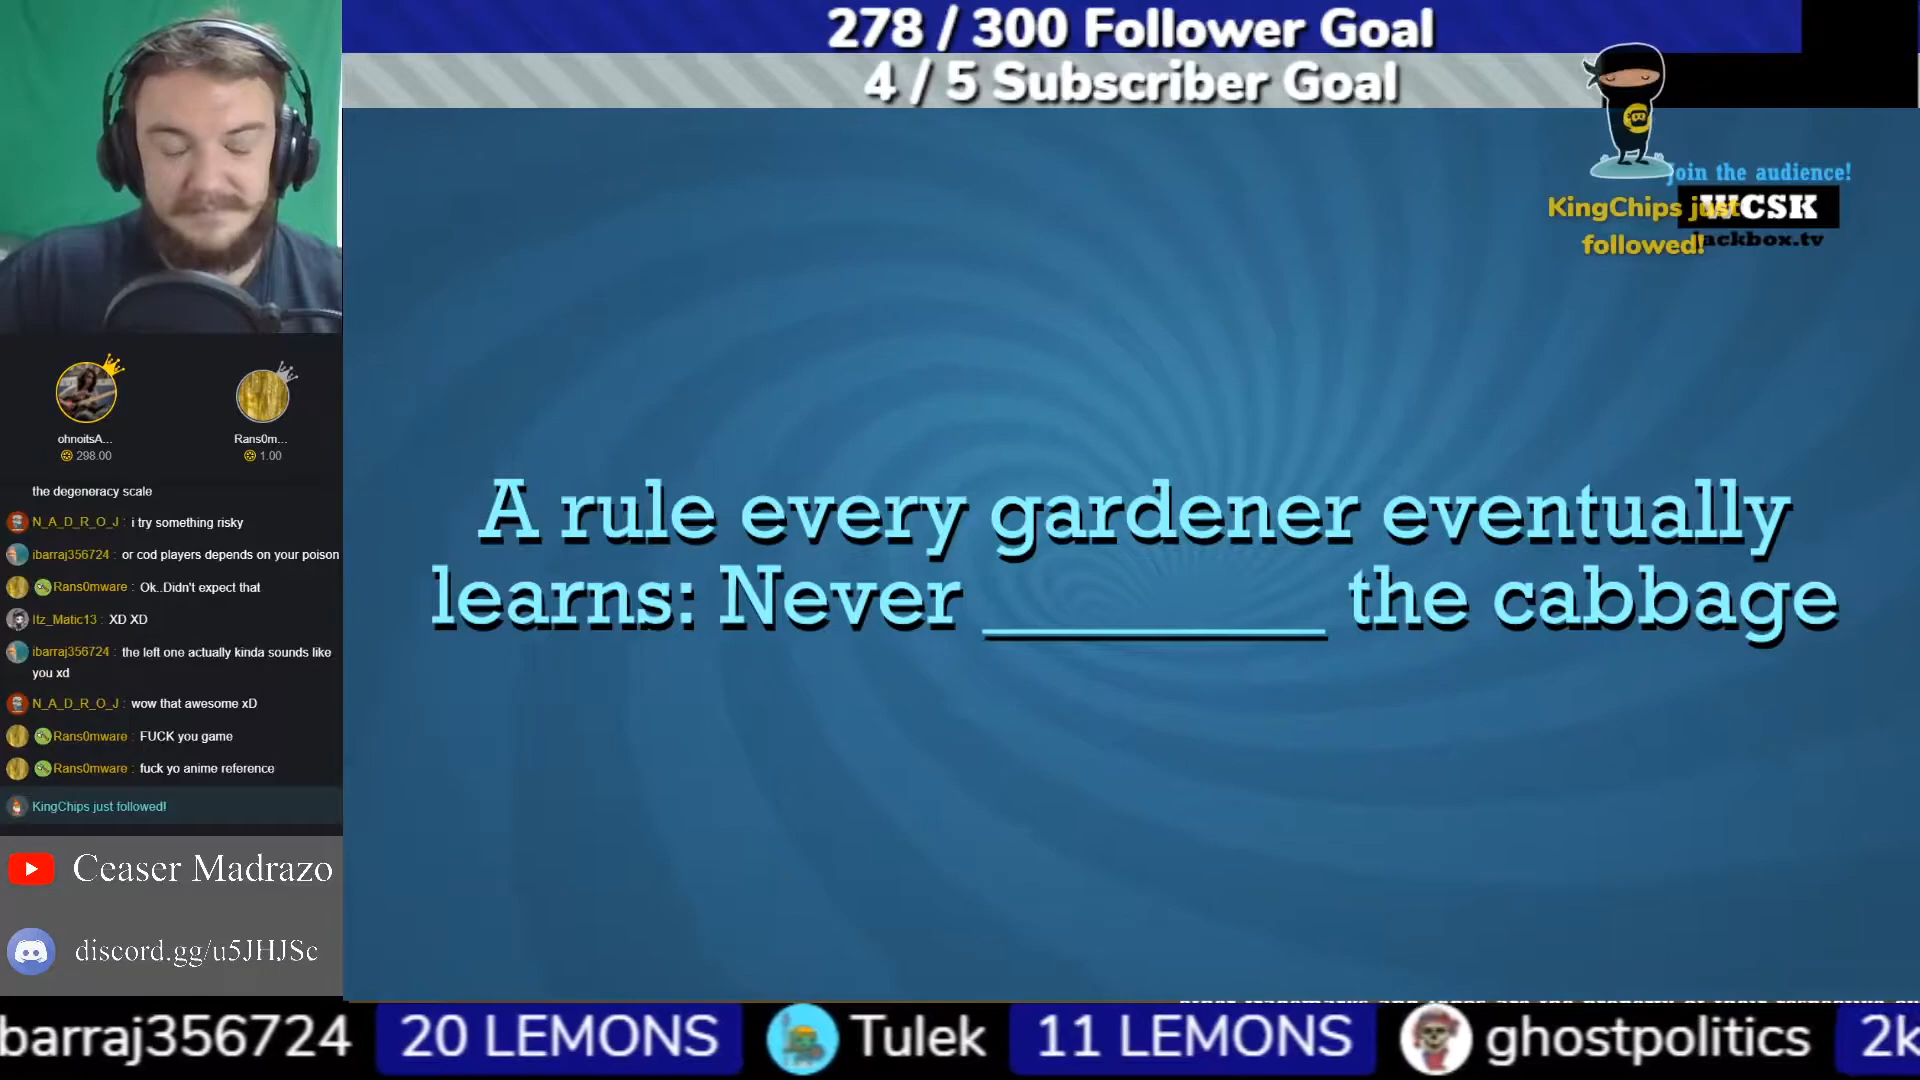 278 / 300 Follower Goal
4 / 5 Subscriber Goal
Join the audience!
WCSK
jackbox.tv
KingChips just
followed!
ohnoitsA...
298.00
Rans0m...
1.00
the degeneracy scale
N_A_D_R_O_J : i try something risky
ibarraj356724 : or cod players depends on your poison
Rans0mware : Ok..Didn't expect that
Itz_Matic13 : XD XD
ibarraj356724 : the left one actually kinda sounds like
you xd
N_A_D_R_O_J : wow that awesome xD
Rans0mware : FUCK you game
Rans0mware : fuck yo anime reference
KingChips just followed!
A rule every gardener eventually
learns: Never ________ the cabbage
Ceaser Madrazo
discord.gg/u5JHJSc
barraj356724 20 LEMONS Tulek 11 LEMONS ghostpolitics 2k